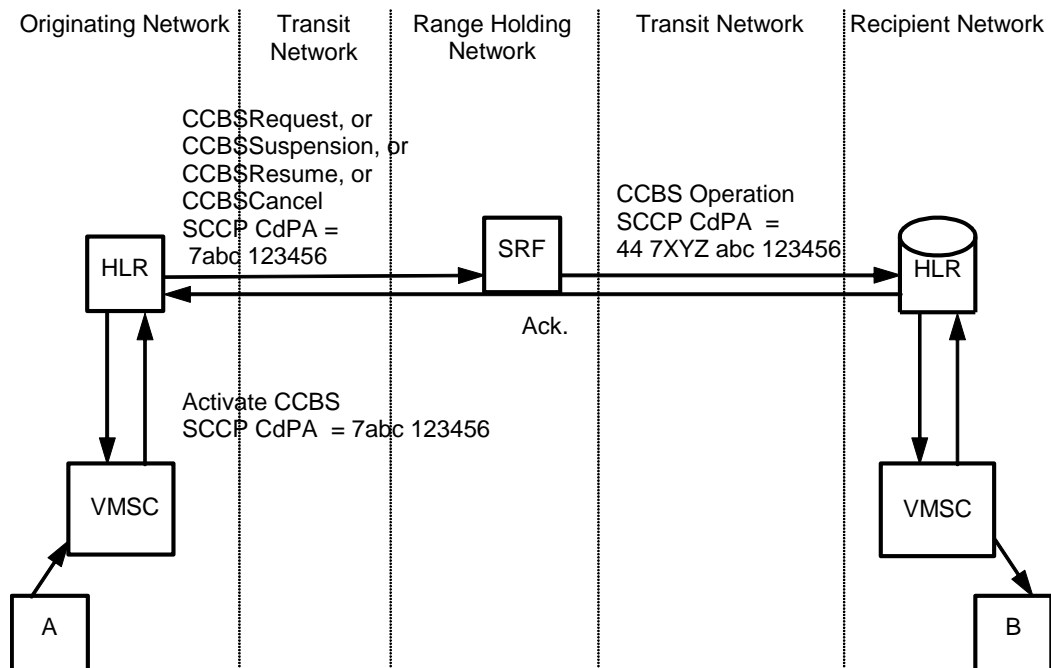 Originating Network
Transit
Network
Range Holding
Network
Transit Network
Recipient Network
CCBSRequest, or
CCBSSuspension, or
CCBSResume, or
CCBSCancel
SCCP CdPA =
7abc 123456
CCBS Operation
SCCP CdPA =
44 7XYZ abc 123456
HLR
SRF
HLR
Ack.
Activate CCBS
SCCP CdPA = 7abc 123456
VMSC
VMSC
A
B